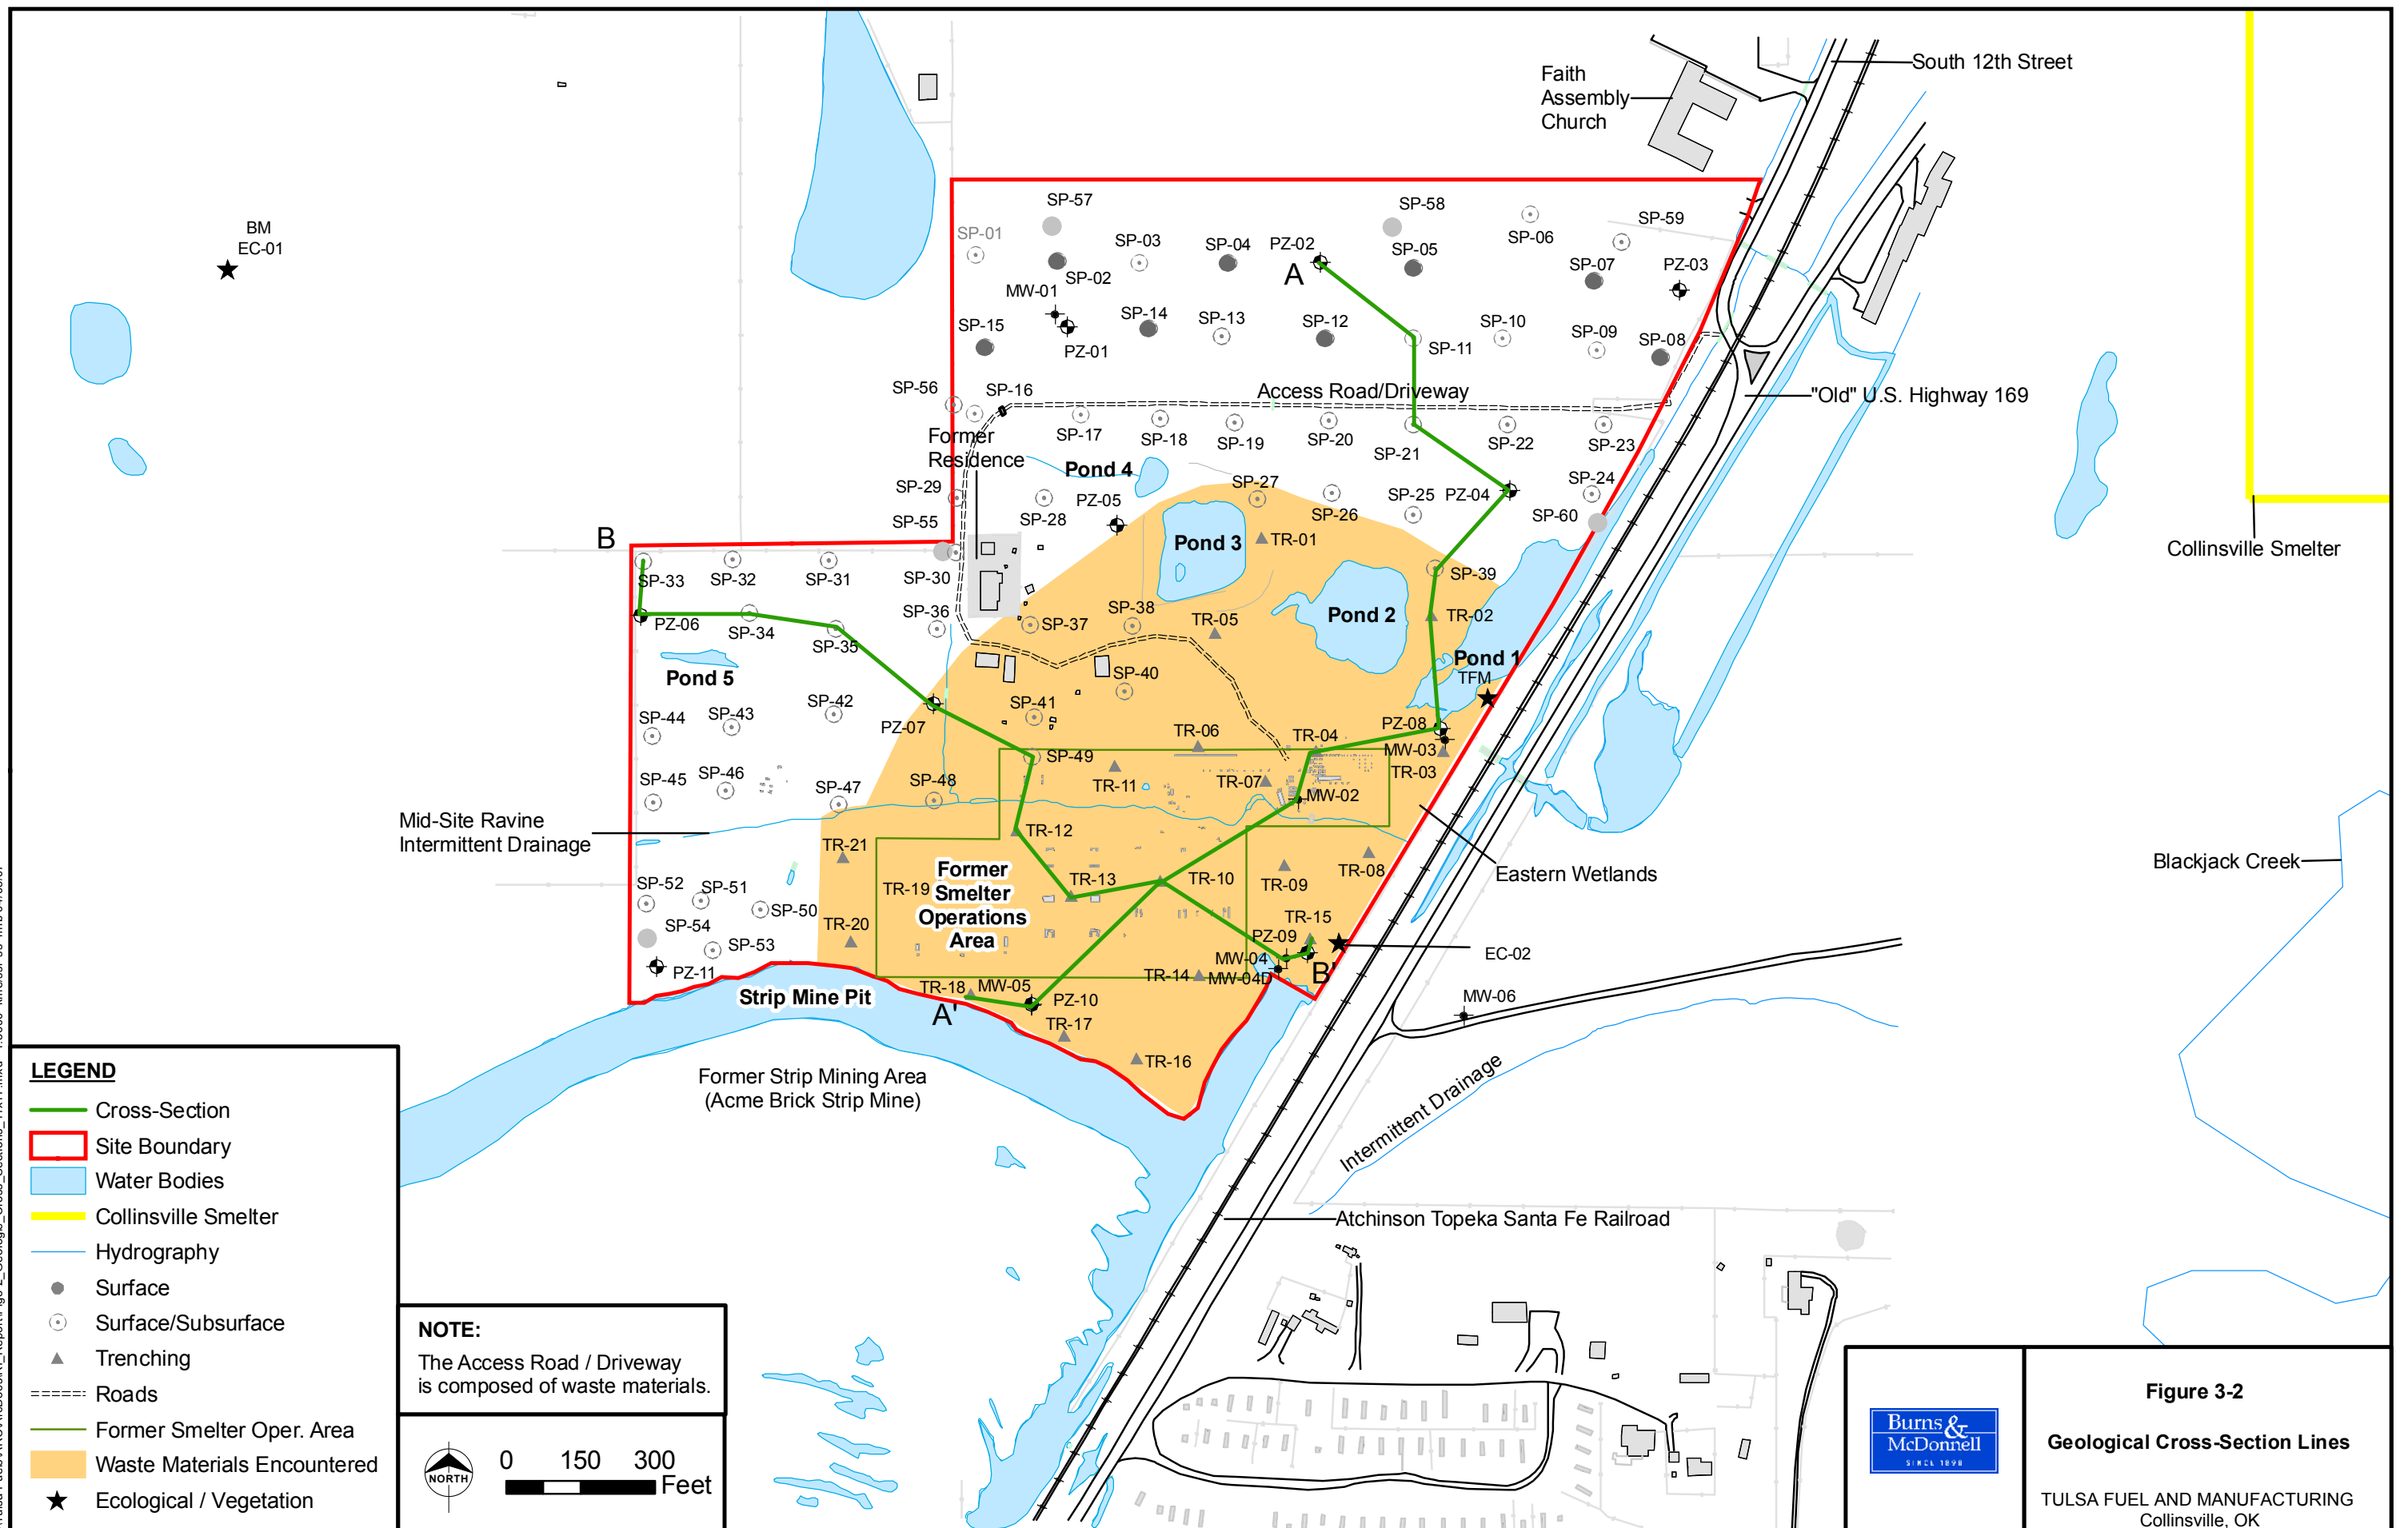 South 12th Street
Faith
Assembly
Church
SP-57
SP-58
SP-59
BM
EC-01
SP-01
SP-03
SP-04
PZ-02
SP-05
SP-06
SP-07
PZ-03
A
SP-02
MW-01
SP-15
PZ-01
SP-14
SP-13
SP-12
SP-11
SP-10
SP-09
SP-08
SP-56
SP-16
Access Road/Driveway
"Old" U.S. Highway 169
SP-17
SP-18
SP-19
SP-20
SP-21
SP-22
SP-23
Former
Residence
Pond 4
SP-29
SP-28
PZ-05
SP-27
SP-26
SP-25
PZ-04
SP-24
SP-60
SP-55
B
Pond 3
TR-01
Collinsville Smelter
SP-33
SP-32
SP-31
SP-30
SP-39
PZ-06
SP-34
SP-35
SP-36
SP-37
SP-38
TR-05
Pond 2
TR-02
Pond 5
Pond 1
TFM
SP-40
SP-44
SP-43
SP-42
PZ-07
SP-41
TR-06
TR-04
PZ-08
MW-03
TR-03
SP-49
SP-45
SP-46
SP-47
SP-48
TR-11
TR-07
MW-02
Mid-Site Ravine
Intermittent Drainage
TR-12
TR-21
Former
Smelter
Operations
Area
TR-19
TR-13
TR-10
TR-09
TR-08
Eastern Wetlands
Blackjack Creek
SP-52
SP-51
SP-50
SP-54
SP-53
TR-20
TR-15
PZ-09
EC-02
PZ-11
MW-04
MW-04D
B'
TR-14
Strip Mine Pit
TR-18
MW-05
PZ-10
A'
TR-17
TR-16
MW-06
Former Strip Mining Area
(Acme Brick Strip Mine)
Intermittent Drainage
Atchinson Topeka Santa Fe Railroad
LEGEND
Cross-Section
Site Boundary
Water Bodies
Collinsville Smelter
Hydrography
Surface
Surface/Subsurface
Trenching
Roads
Former Smelter Oper. Area
Waste Materials Encountered
Ecological / Vegetation
NOTE:
The Access Road / Driveway
is composed of waste materials.
NORTH
0 150 300
Feet
Burns &
McDonnell
SINCE 1898
Figure 3-2
Geological Cross-Section Lines
TULSA FUEL AND MANUFACTURING
Collinsville, OK